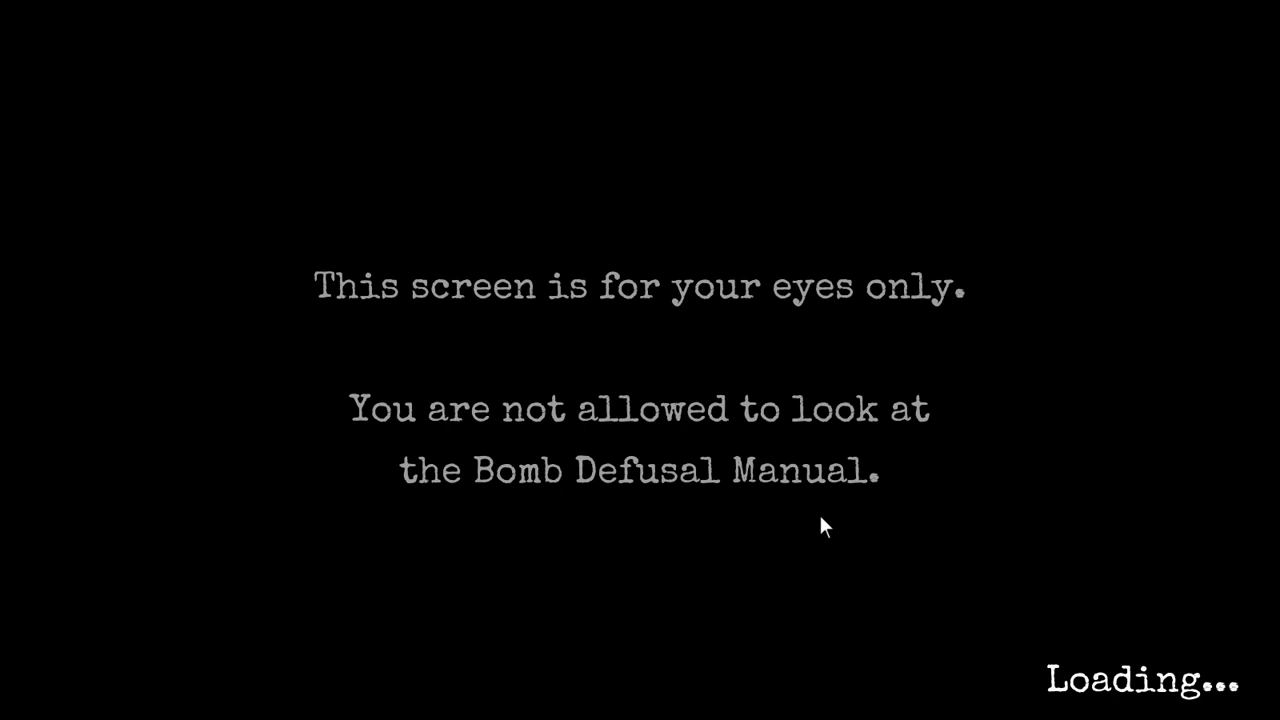 This screen is for your eyes only.
You are not allowed to look at
the Bomb Defusal Manual.
Loading...